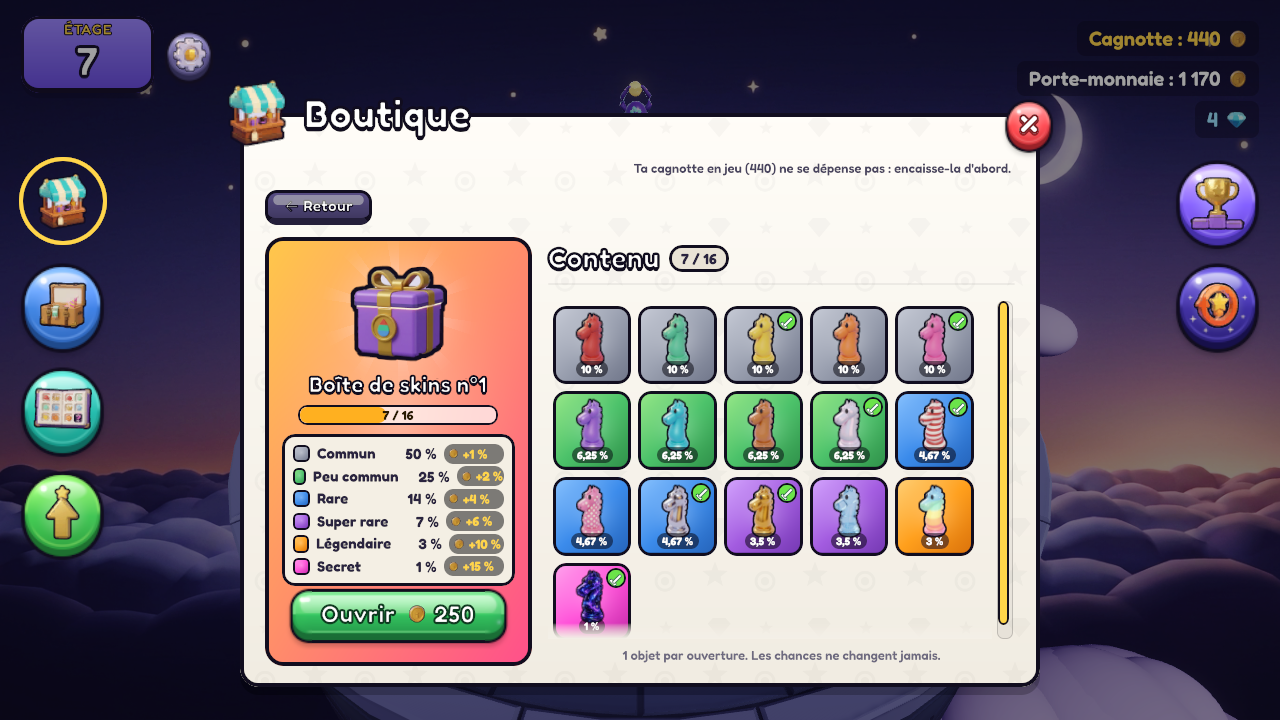 ÉTAGE
7
Cagnotte : 440
Porte-monnaie : 1 170
4
Boutique
Ta cagnotte en jeu (440) ne se dépense pas : encaisse-la d'abord.
Retour
Contenu 7 / 16
Boîte de skins n°1
7 / 16
Commun 50 % +1 %
Peu commun 25 % +2 %
Rare 14 % +4 %
Super rare 7 % +6 %
Légendaire 3 % +10 %
Secret 1 % +15 %
Ouvrir 250
10 % 10 % 10 % 10 % 10 %
6,25 % 6,25 % 6,25 % 6,25 % 4,67 %
4,67 % 4,67 % 3,5 % 3,5 % 3 %
1 %
1 objet par ouverture. Les chances ne changent jamais.